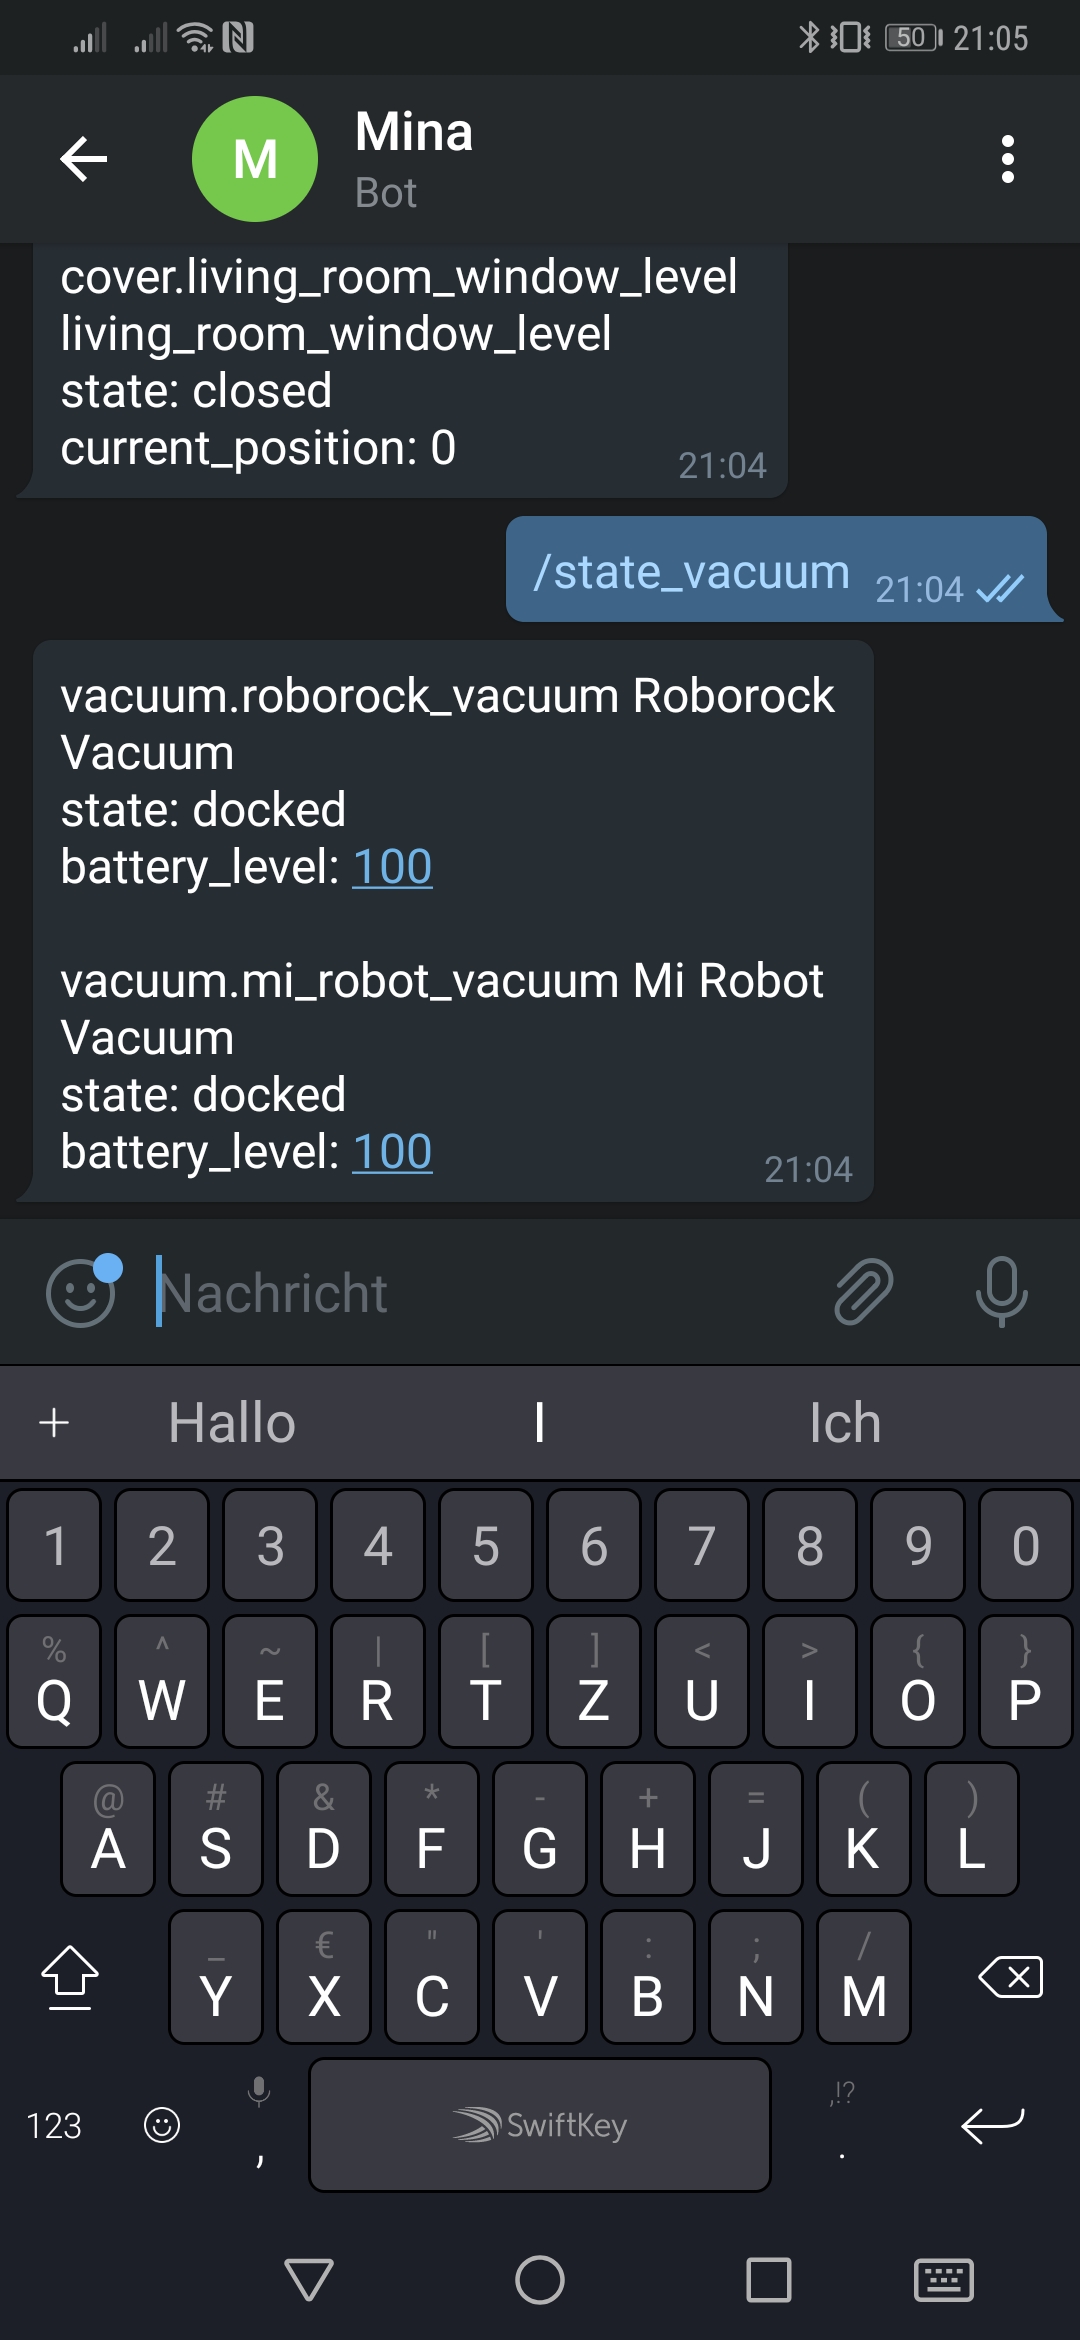 50 21:05
M
Mina
Bot
cover.living_room_window_level
living_room_window_level
state: closed
current_position: 0
21:04
/state_vacuum 21:04
vacuum.roborock_vacuum Roborock
Vacuum
state: docked
battery_level: 100
vacuum.mi_robot_vacuum Mi Robot
Vacuum
state: docked
battery_level: 100
21:04
Nachricht
+ Hallo I Ich
1 2 3 4 5 6 7 8 9 0
% ^ ~ | [ ] < > { }
Q W E R T Z U I O P
@ # & * - + = ( )
A S D F G H J K L
_ € " ' : ; /
Y X C V B N M
,!?
123 , SwiftKey .